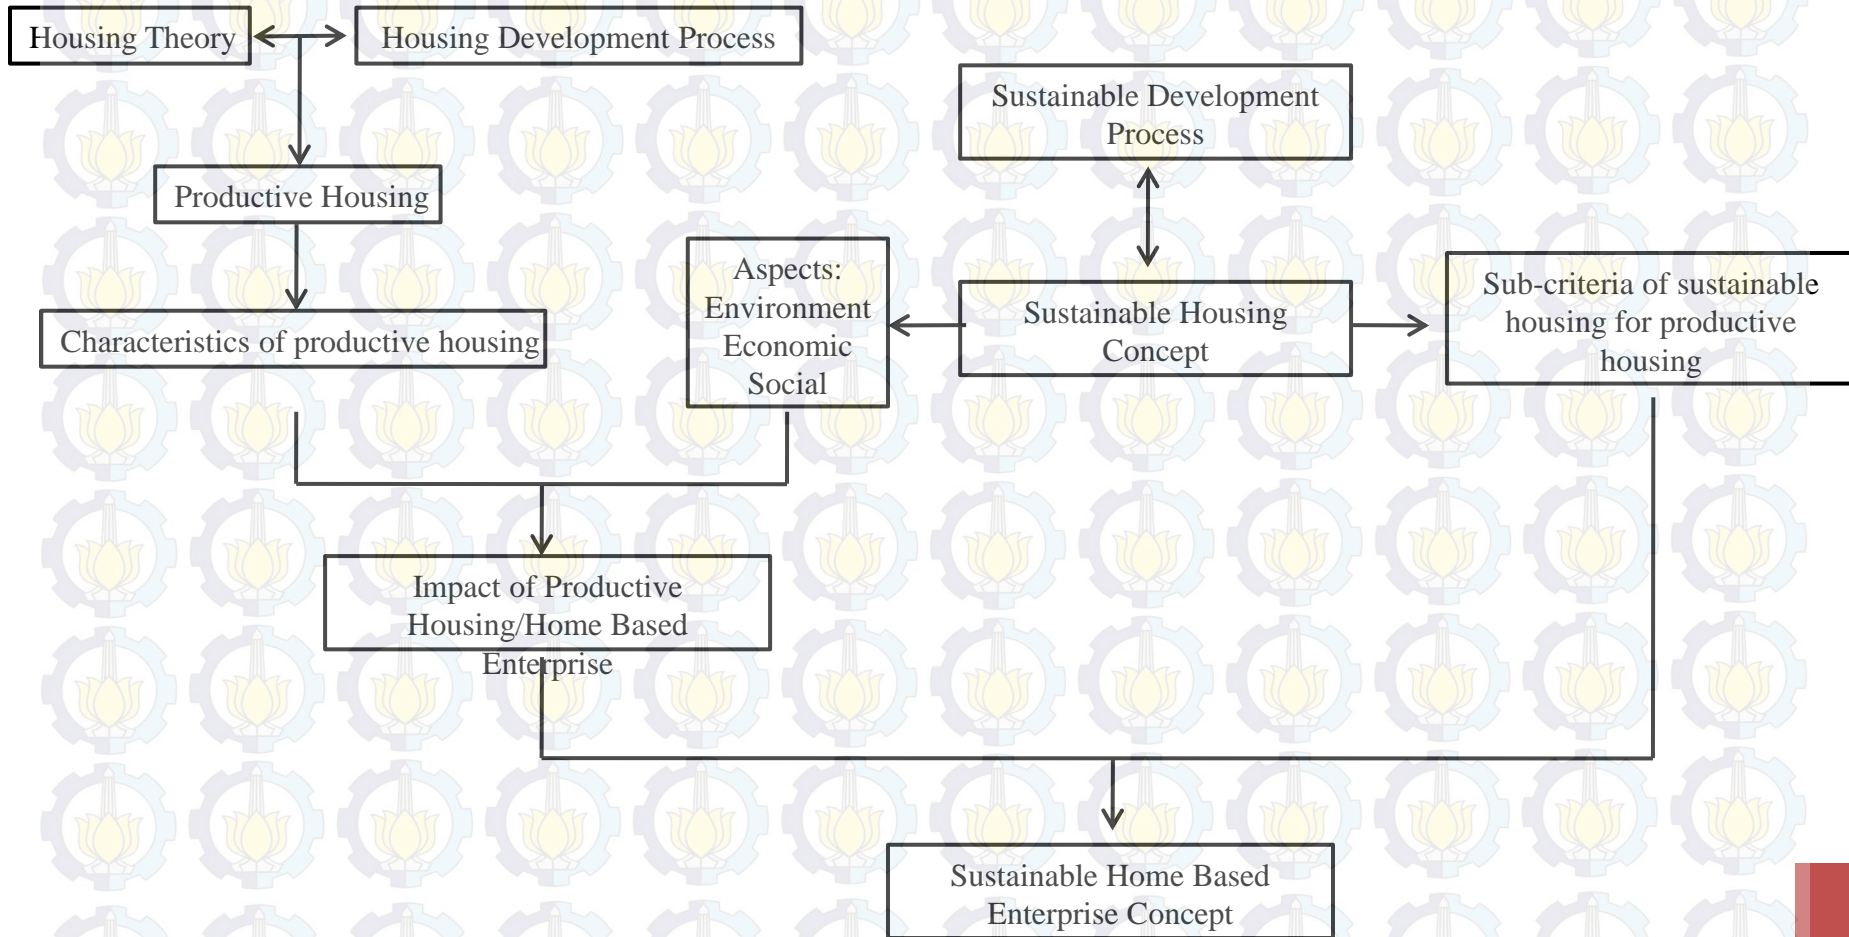 Housing Theory
Housing Development Process
Sustainable Development
Process
Productive Housing
Aspects:
Environment
Economic
Social
Sustainable Housing
Concept
Sub-criteria of sustainable
housing for productive
housing
Characteristics of productive housing
Impact of Productive
Housing/Home Based
Enterprise
Sustainable Home Based
Enterprise Concept